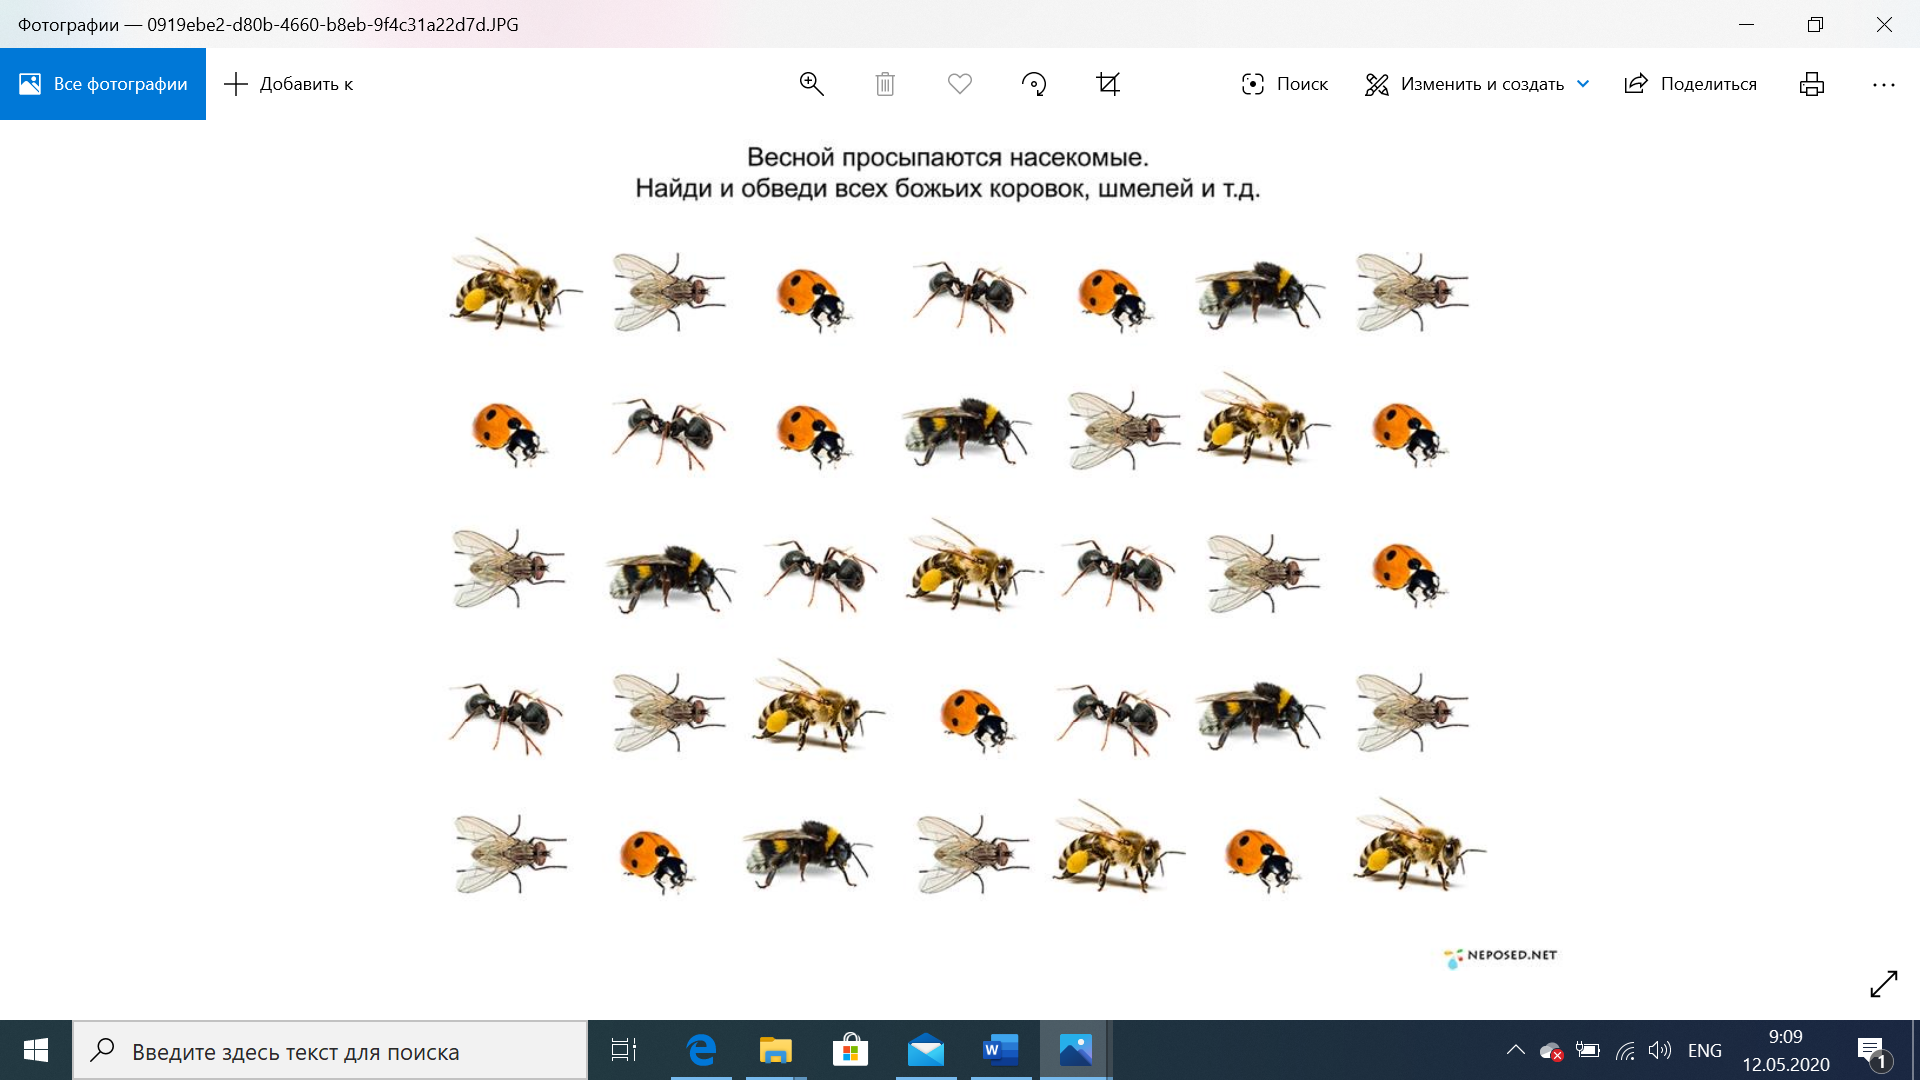 Фотографии — 0919ebe2-d80b-4660-b8eb-9f4c31a22d7d.JPG
Все фотографии
Добавить к
Поиск
Изменить и создать
Поделиться
Весной просыпаются насекомые.
Найди и обведи всех божьих коровок, шмелей и т.д.
NEPOSED.NET
Введите здесь текст для поиска
W
ENG
9:09
12.05.2020
1